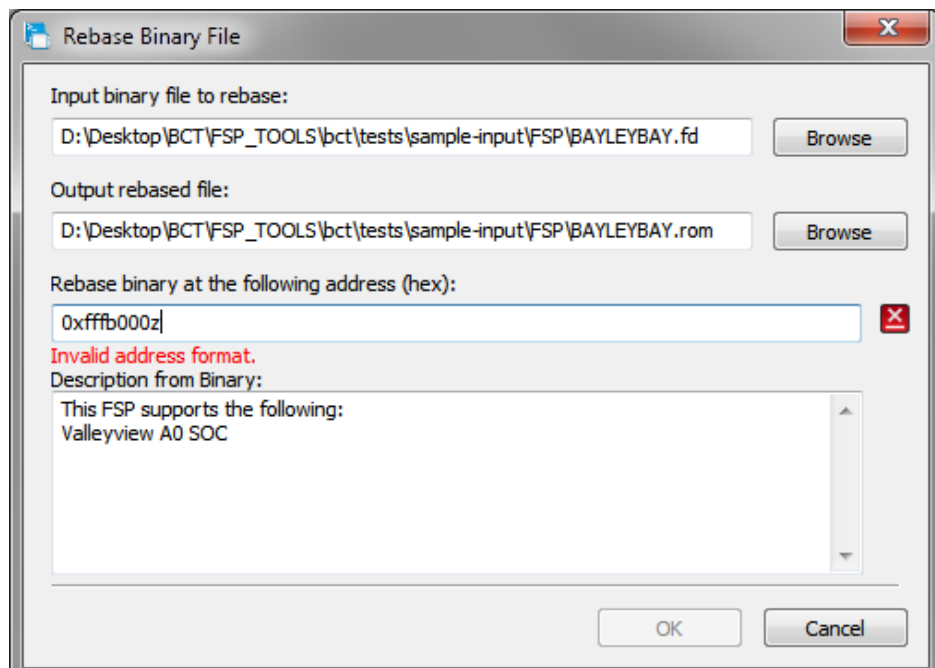 Rebase Binary File
Input binary file to rebase:
D:\Desktop\BCT\FSP_TOOLS\bct\tests\sample-input\FSP\BAYLEYBAY.fd
Browse
Output rebased file:
D:\Desktop\BCT\FSP_TOOLS\bct\tests\sample-input\FSP\BAYLEYBAY.rom
Browse
Rebase binary at the following address (hex):
0xfffb000z
Invalid address format.
Description from Binary:
This FSP supports the following:
Valleyview A0 SOC
OK
Cancel